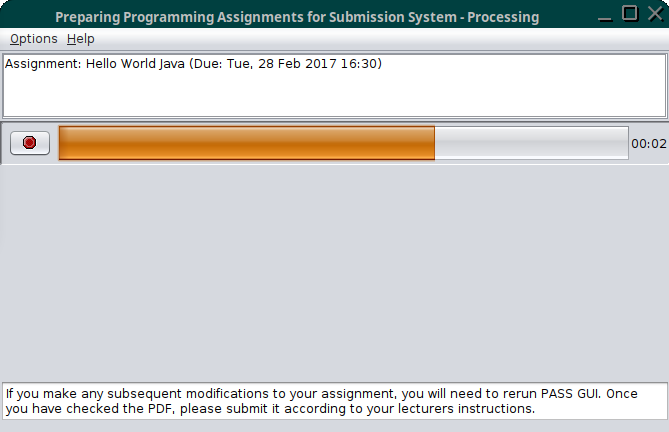 Preparing Programming Assignments for Submission System - Processing
Options Help
Assignment: Hello World Java (Due: Tue, 28 Feb 2017 16:30)
00:02
If you make any subsequent modifications to your assignment, you will need to rerun PASS GUI. Once
you have checked the PDF, please submit it according to your lecturers instructions.